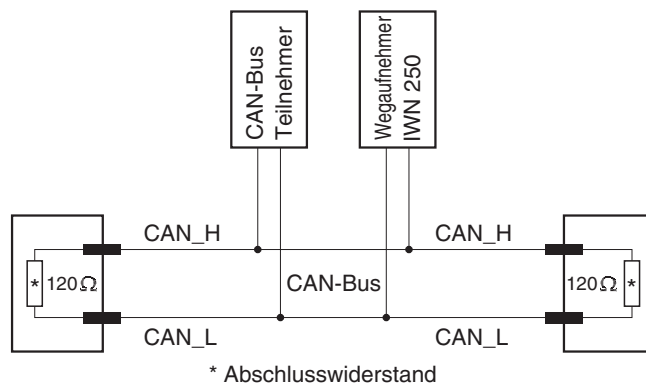 CAN-Bus
Teilnehmer
Wegaufnehmer
IWN 250
CAN_H
CAN_H
* 120Ω
CAN-Bus
120Ω *
CAN_L
CAN_L
* Abschlusswiderstand